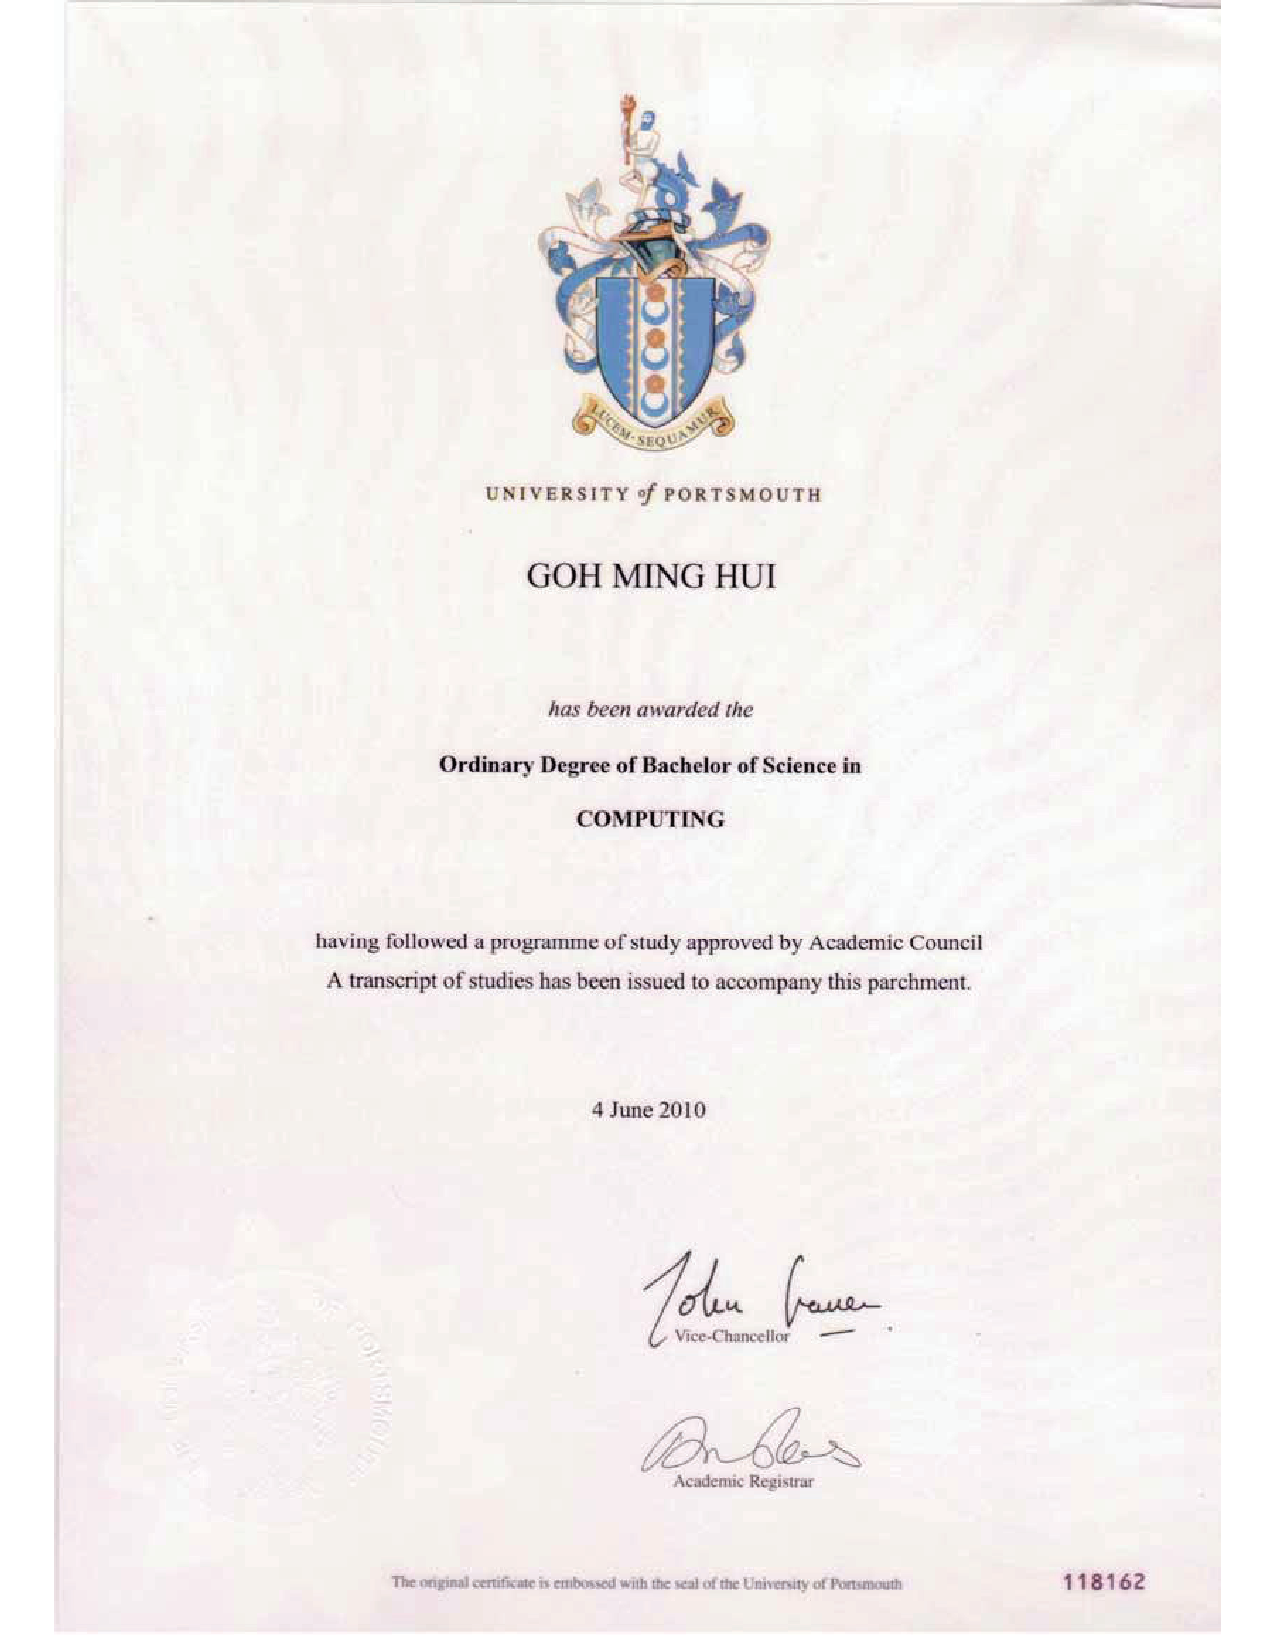 LUCEM·SEQUAMUR
UNIVERSITY of PORTSMOUTH
GOH MING HUI
has been awarded the
Ordinary Degree of Bachelor of Science in
COMPUTING
having followed a programme of study approved by Academic Council
A transcript of studies has been issued to accompany this parchment.
4 June 2010
John Craven
Vice-Chancellor
Academic Registrar
The original certificate is embossed with the seal of the University of Portsmouth
118162